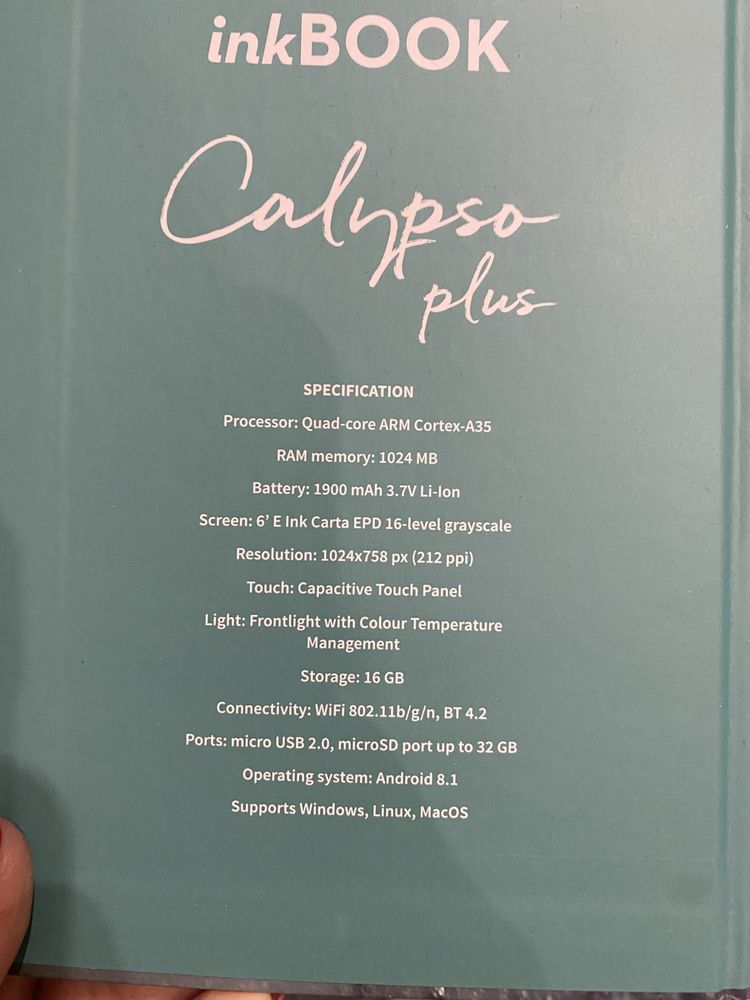 inkBOOK
Calypso
plus
SPECIFICATION
Processor: Quad-core ARM Cortex-A35
RAM memory: 1024 MB
Battery: 1900 mAh 3.7V Li-Ion
Screen: 6’ E Ink Carta EPD 16-level grayscale
Resolution: 1024x758 px (212 ppi)
Touch: Capacitive Touch Panel
Light: Frontlight with Colour Temperature
Management
Storage: 16 GB
Connectivity: WiFi 802.11b/g/n, BT 4.2
Ports: micro USB 2.0, microSD port up to 32 GB
Operating system: Android 8.1
Supports Windows, Linux, MacOS